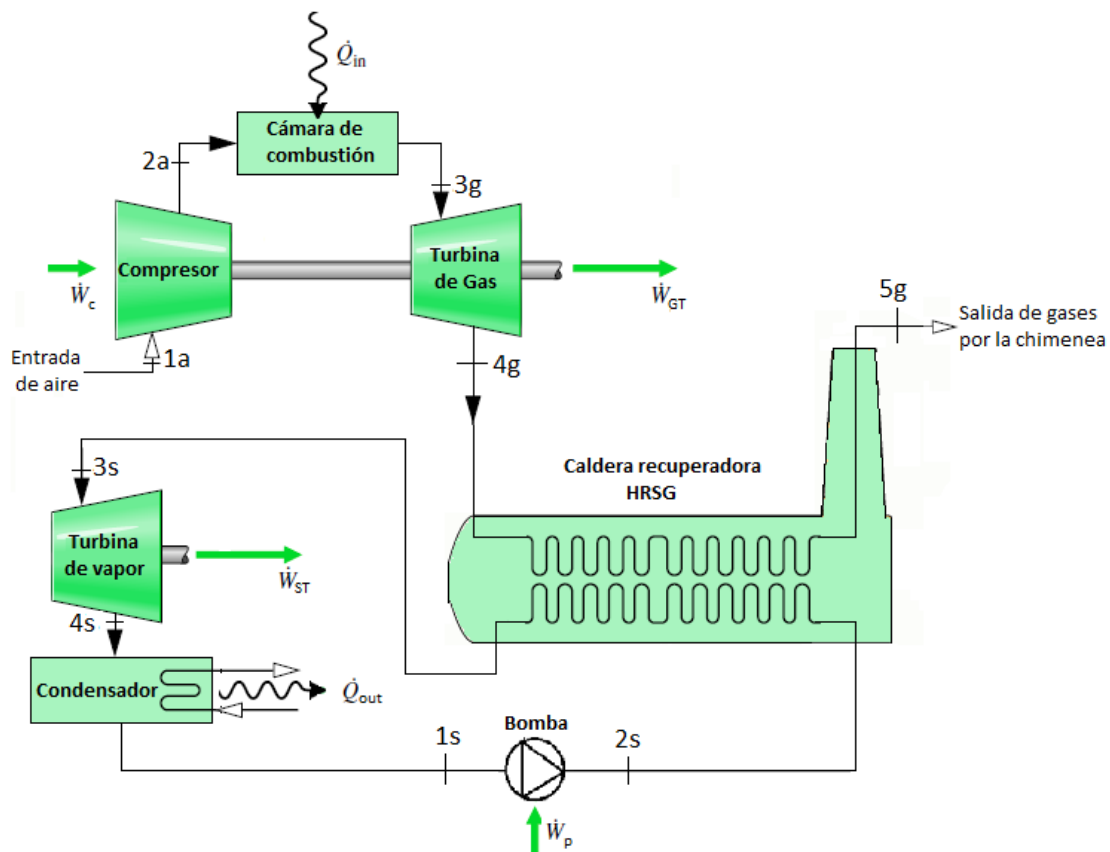 Q̇in
Cámara de
combustión
2a
3g
Compresor
Turbina
de Gas
Ẇc
ẆGT
5g
Salida de gases
por la chimenea
Entrada
de aire
1a
4g
3s
Caldera recuperadora
HRSG
Turbina
de vapor
ẆST
4s
Condensador
Q̇out
Bomba
1s
2s
Ẇp